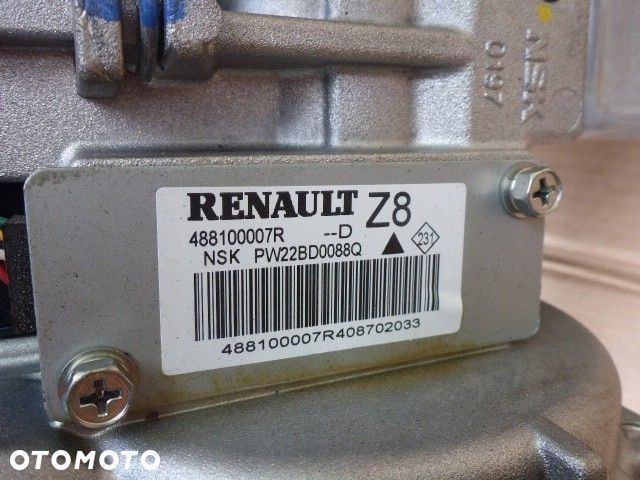 NSK
0197
RENAULT Z8
488100007R --D
NSK PW22BD0088Q
231
488100007R408702033
OTOMOTO